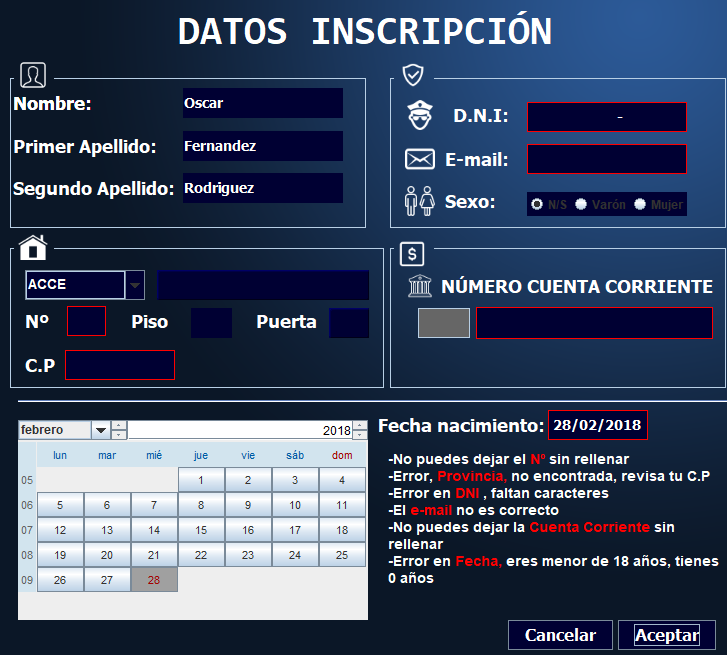 DATOS INSCRIPCIÓN
Nombre: Oscar
Primer Apellido: Fernandez
Segundo Apellido: Rodriguez
D.N.I: -
E-mail:
Sexo: N/S Varón Mujer
ACCE
Nº Piso Puerta
C.P
$
NÚMERO CUENTA CORRIENTE
febrero 2018
lun mar mié jue vie sáb dom
05 1 2 3 4
06 5 6 7 8 9 10 11
07 12 13 14 15 16 17 18
08 19 20 21 22 23 24 25
09 26 27 28
Fecha nacimiento: 28/02/2018
-No puedes dejar el Nº sin rellenar
-Error, Provincia, no encontrada, revisa tu C.P
-Error en DNI , faltan caracteres
-El e-mail no es correcto
-No puedes dejar la Cuenta Corriente sin
rellenar
-Error en Fecha, eres menor de 18 años, tienes
0 años
Cancelar Aceptar